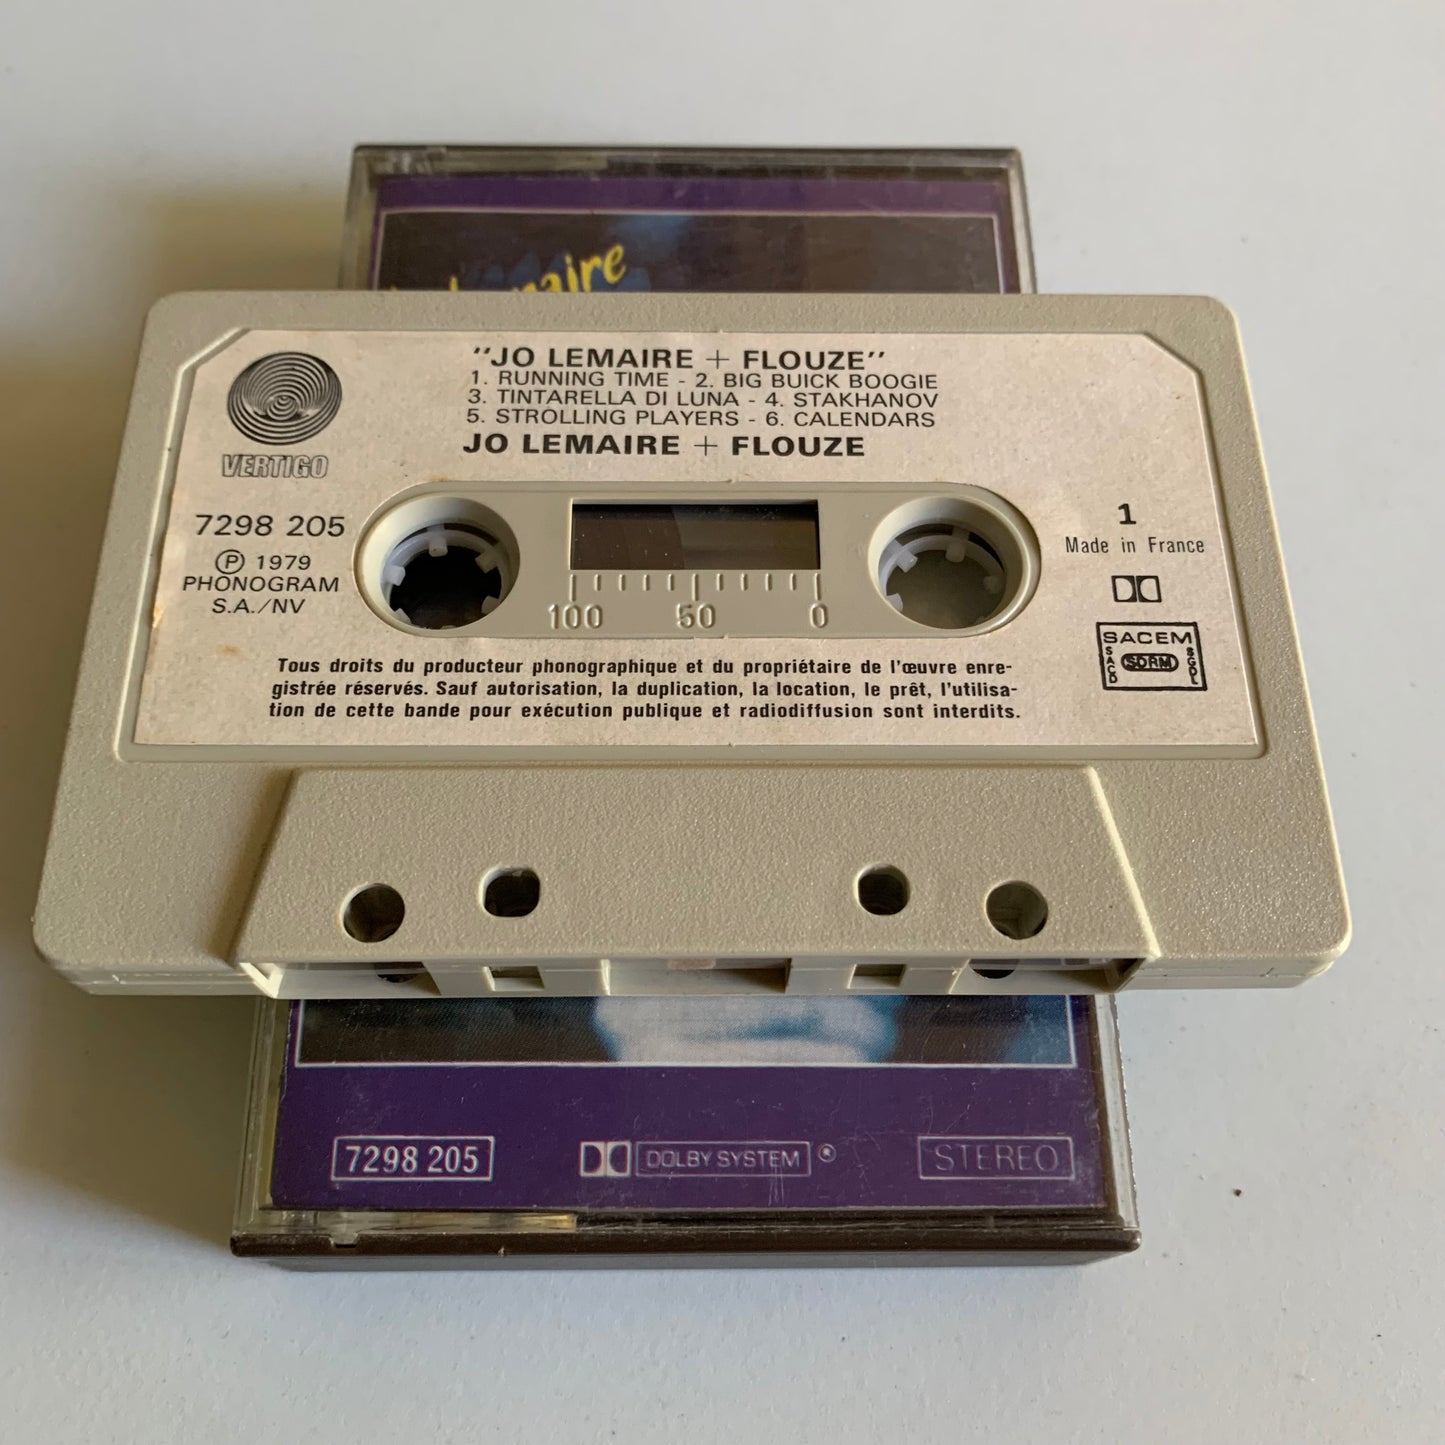 Lemaire
"JO LEMAIRE + FLOUZE"
1. RUNNING TIME - 2. BIG BUICK BOOGIE
3. TINTARELLA DI LUNA - 4. STAKHANOV
5. STROLLING PLAYERS - 6. CALENDARS
JO LEMAIRE + FLOUZE
VERTIGO
7298 205
℗ 1979
PHONOGRAM
S.A./NV
100 50 0
1
Made in France
SACEM
SACD SDRM SGDL
Tous droits du producteur phonographique et du propriétaire de l'œuvre enre-
gistrée réservés. Sauf autorisation, la duplication, la location, le prêt, l'utilisa-
tion de cette bande pour exécution publique et radiodiffusion sont interdits.
7298 205 DOLBY SYSTEM ® STEREO